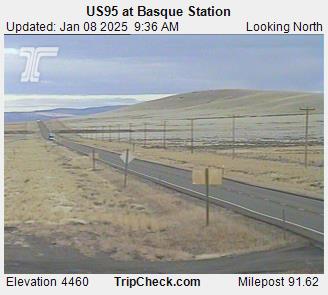 US95 at Basque Station
Updated: Jan 08 2025 9:36 AM Looking North
Elevation 4460 TripCheck.com Milepost 91.62